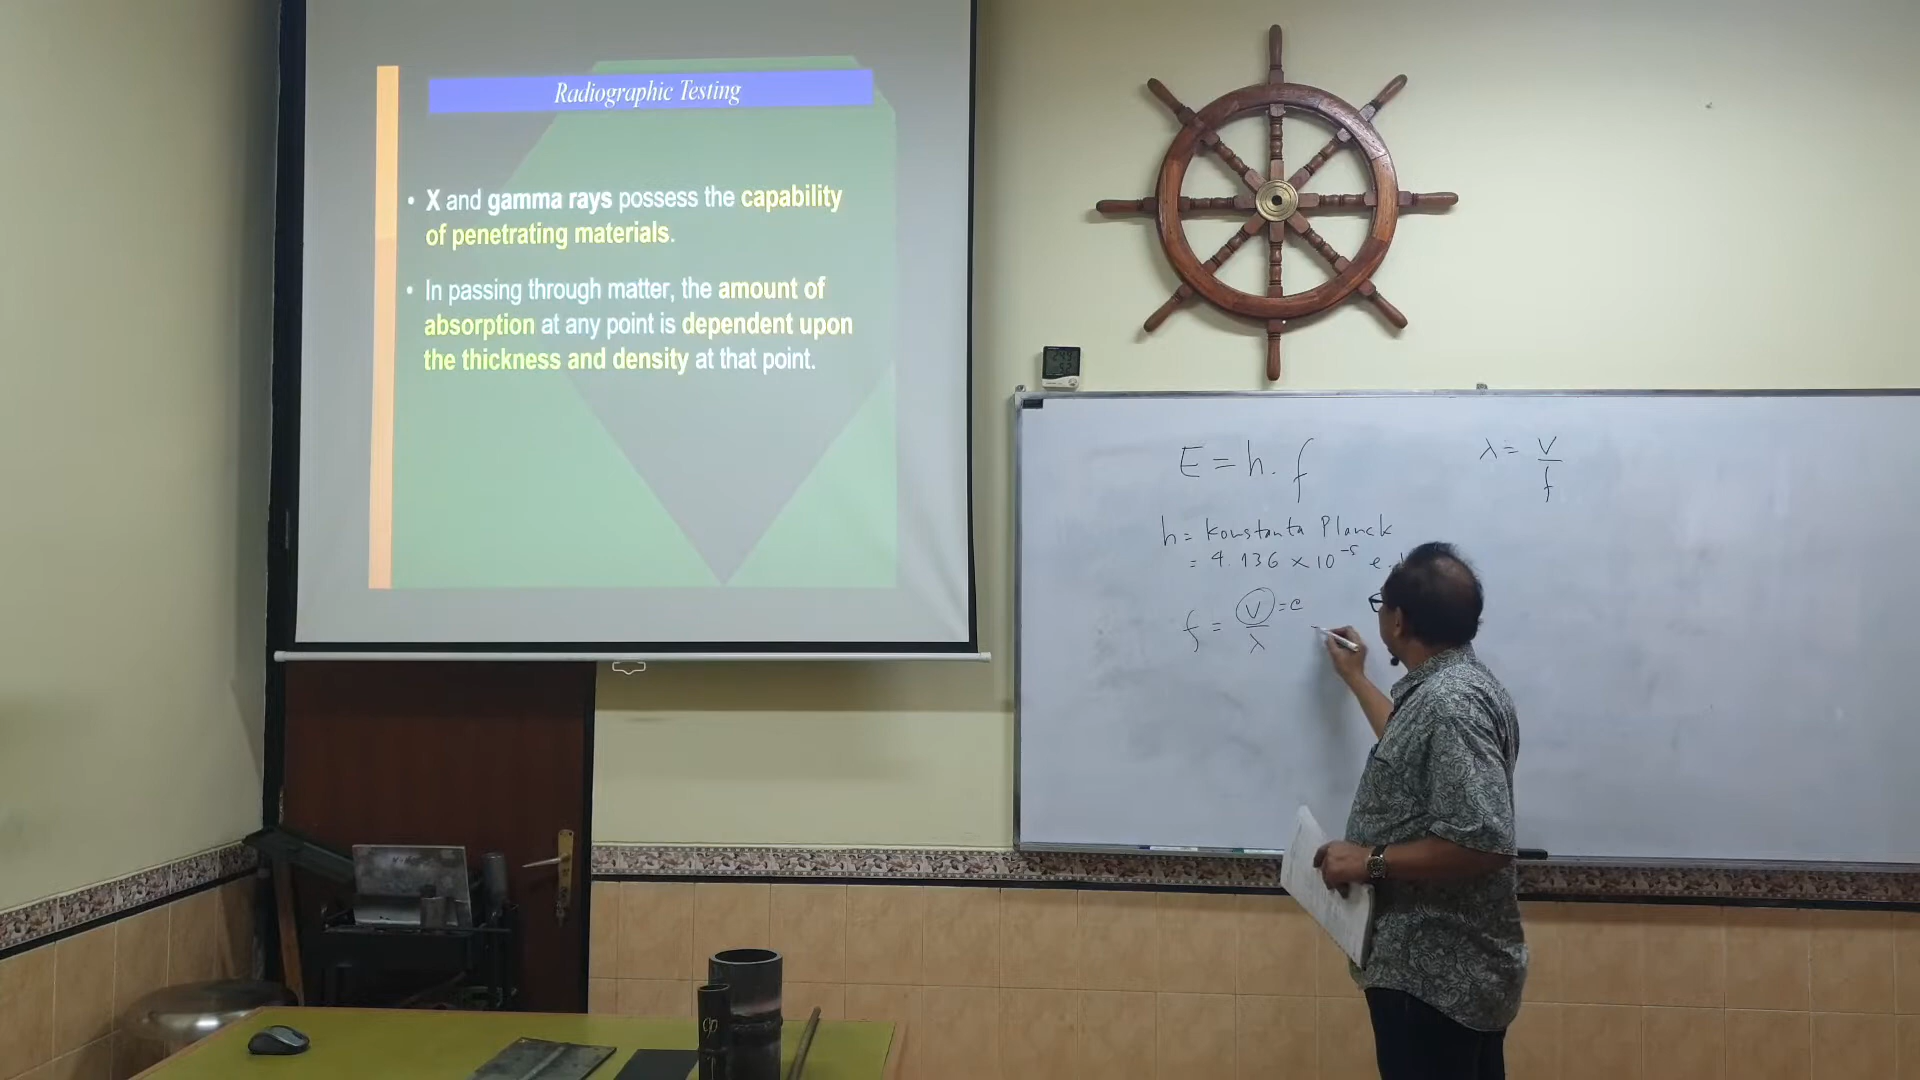 Radiographic Testing
• X and gamma rays possess the capability
of penetrating materials.
• In passing through matter, the amount of
absorption at any point is dependent upon
the thickness and density at that point.
E = h. f
λ = V
f
h = Konstanta Planck
= 4.136 × 10⁻⁵ e.
f = V = c
λ